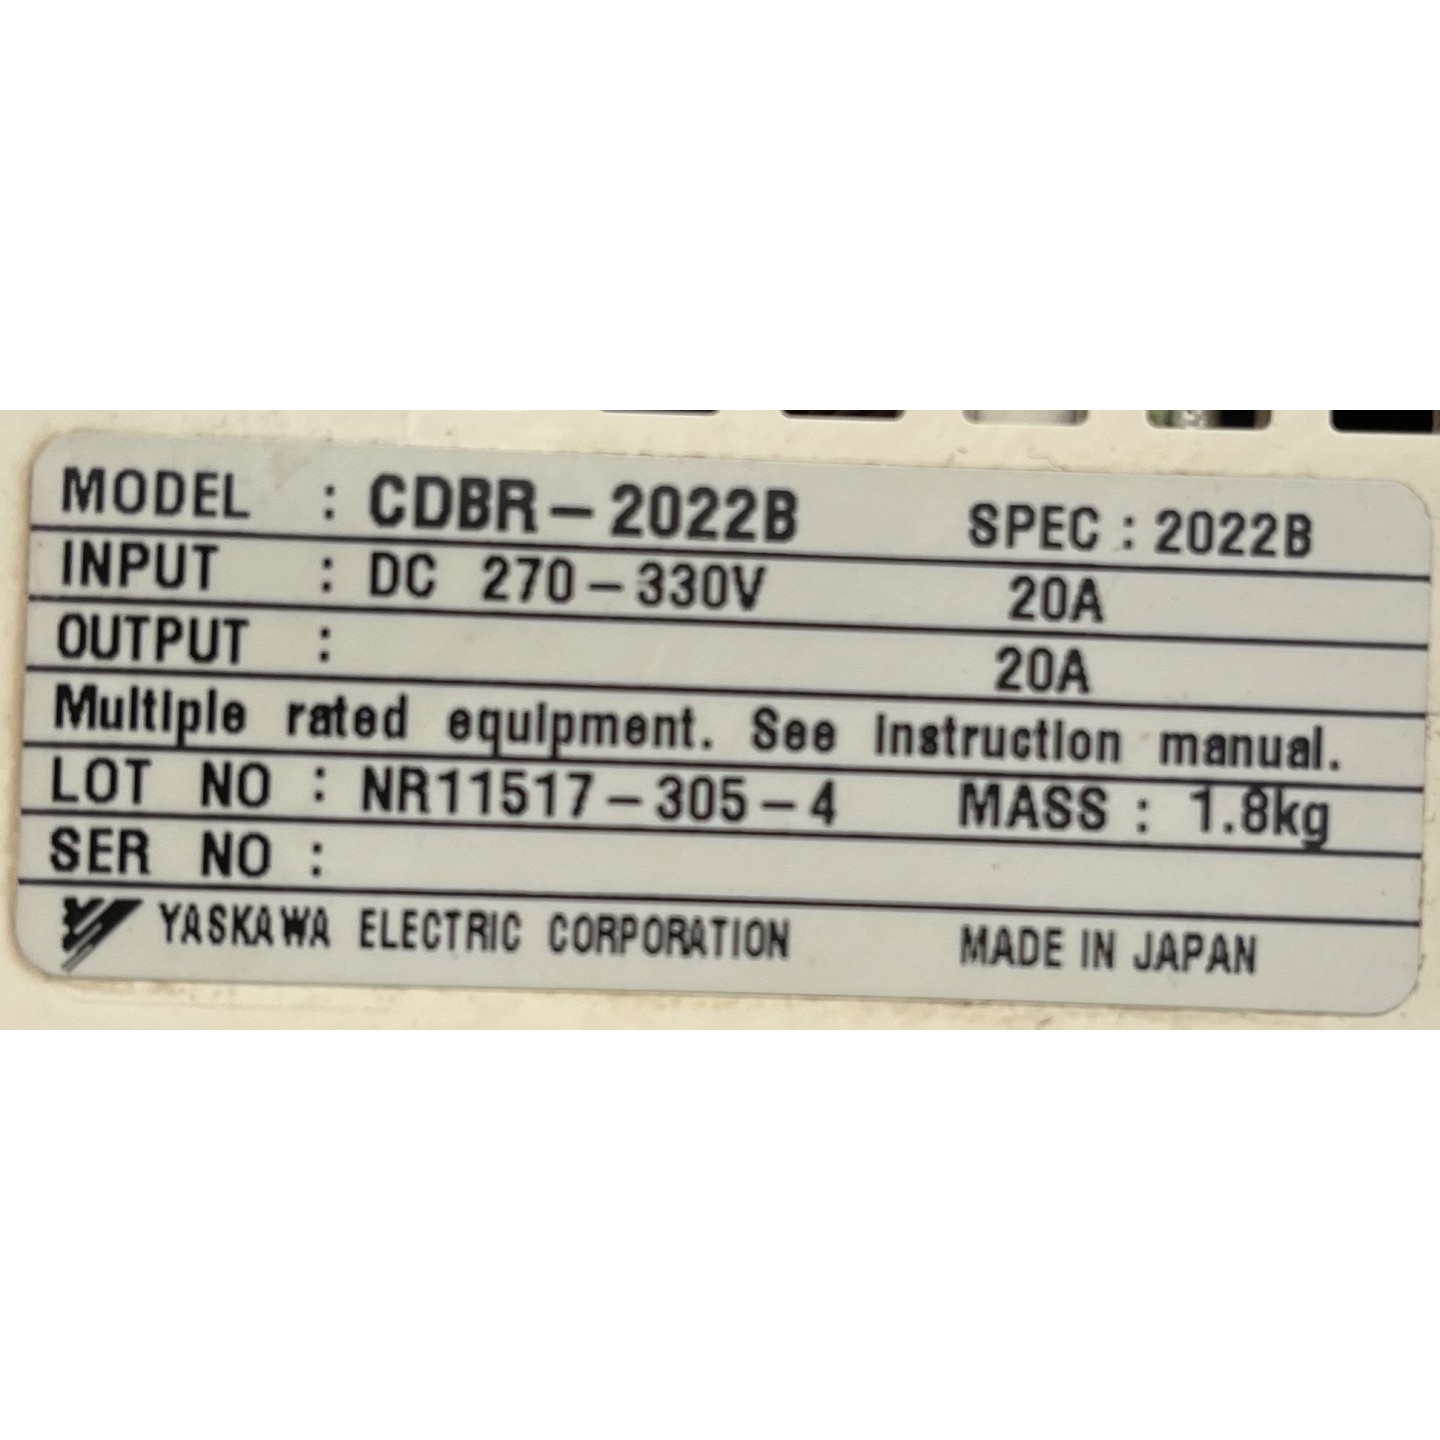 MODEL : CDBR-2022B SPEC : 2022B
INPUT : DC 270-330V 20A
OUTPUT : 20A
Multiple rated equipment. See instruction manual.
LOT NO : NR11517-305-4 MASS : 1.8kg
SER NO :
YASKAWA ELECTRIC CORPORATION MADE IN JAPAN